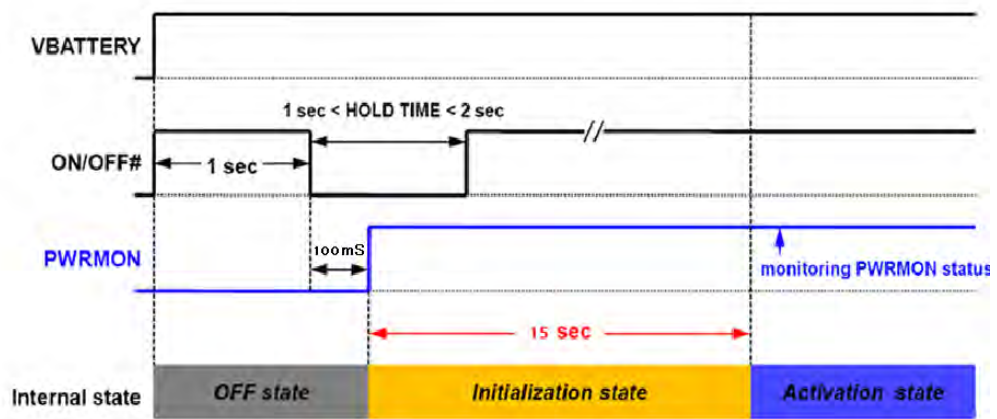 VBATTERY
1 sec < HOLD TIME < 2 sec
ON/OFF#
1 sec
100mS
PWRMON
monitoring PWRMON status
15 sec
Internal state
OFF state
Initialization state
Activation state